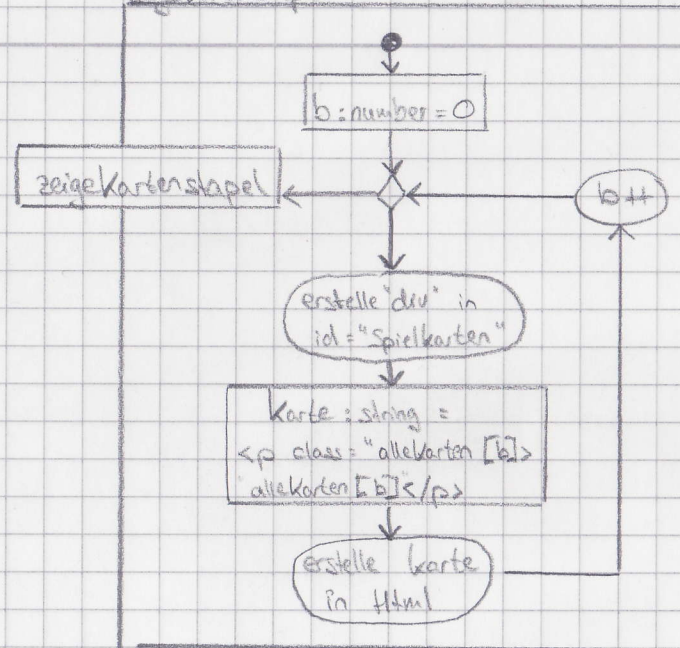 b : number = 0
zeigeKartenstapel
b++
erstelle "div" in
id = "Spielkarten"
Karte : string =
<p class = "alleKarten [b]>
alleKarten [b] </p>
erstelle karte
in Html